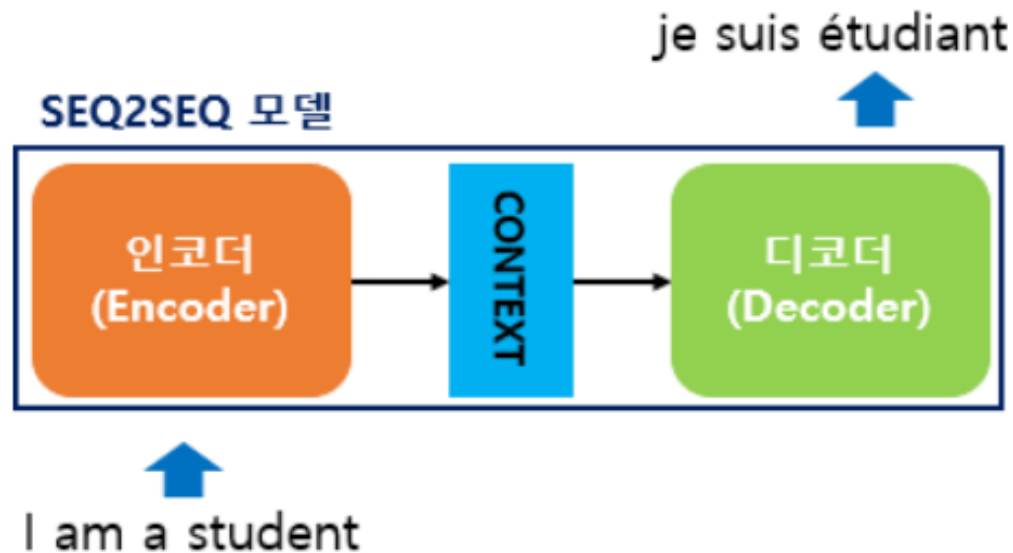 je suis étudiant
SEQ2SEQ 모델
인코더
(Encoder)
CONTEXT
디코더
(Decoder)
I am a student